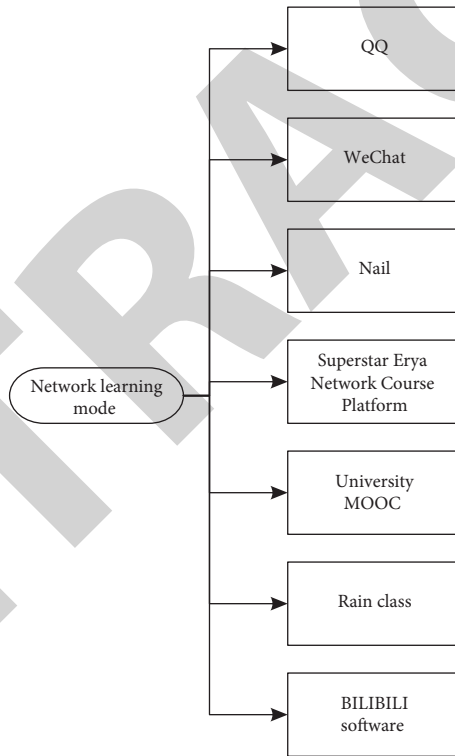 QQ
WeChat
Nail
Network learning
mode
Superstar Erya
Network Course
Platform
University
MOOC
Rain class
BILIBILI
software